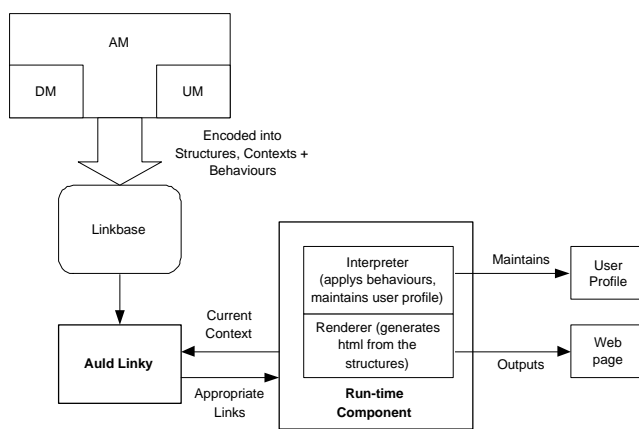 AM
DM
UM
Encoded into
Structures, Contexts +
Behaviours
Linkbase
Interpreter
(applys behaviours,
maintains user profile)
Maintains
User
Profile
Current
Context
Renderer (generates
html from the
structures)
Outputs
Web
page
Auld Linky
Appropriate
Links
Run-time
Component